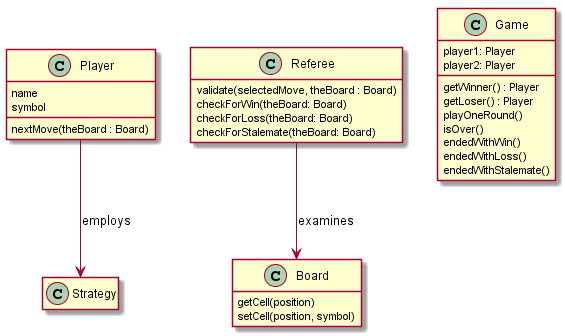 C Player
name
symbol
nextMove(theBoard : Board)
C Referee
validate(selectedMove, theBoard : Board)
checkForWin(theBoard: Board)
checkForLoss(theBoard: Board)
checkForStalemate(theBoard: Board)
C Game
player1: Player
player2: Player
getWinner() : Player
getLoser() : Player
playOneRound()
isOver()
endedWithWin()
endedWithLoss()
endedWithStalemate()
employs
examines
C Strategy
C Board
getCell(position)
setCell(position, symbol)